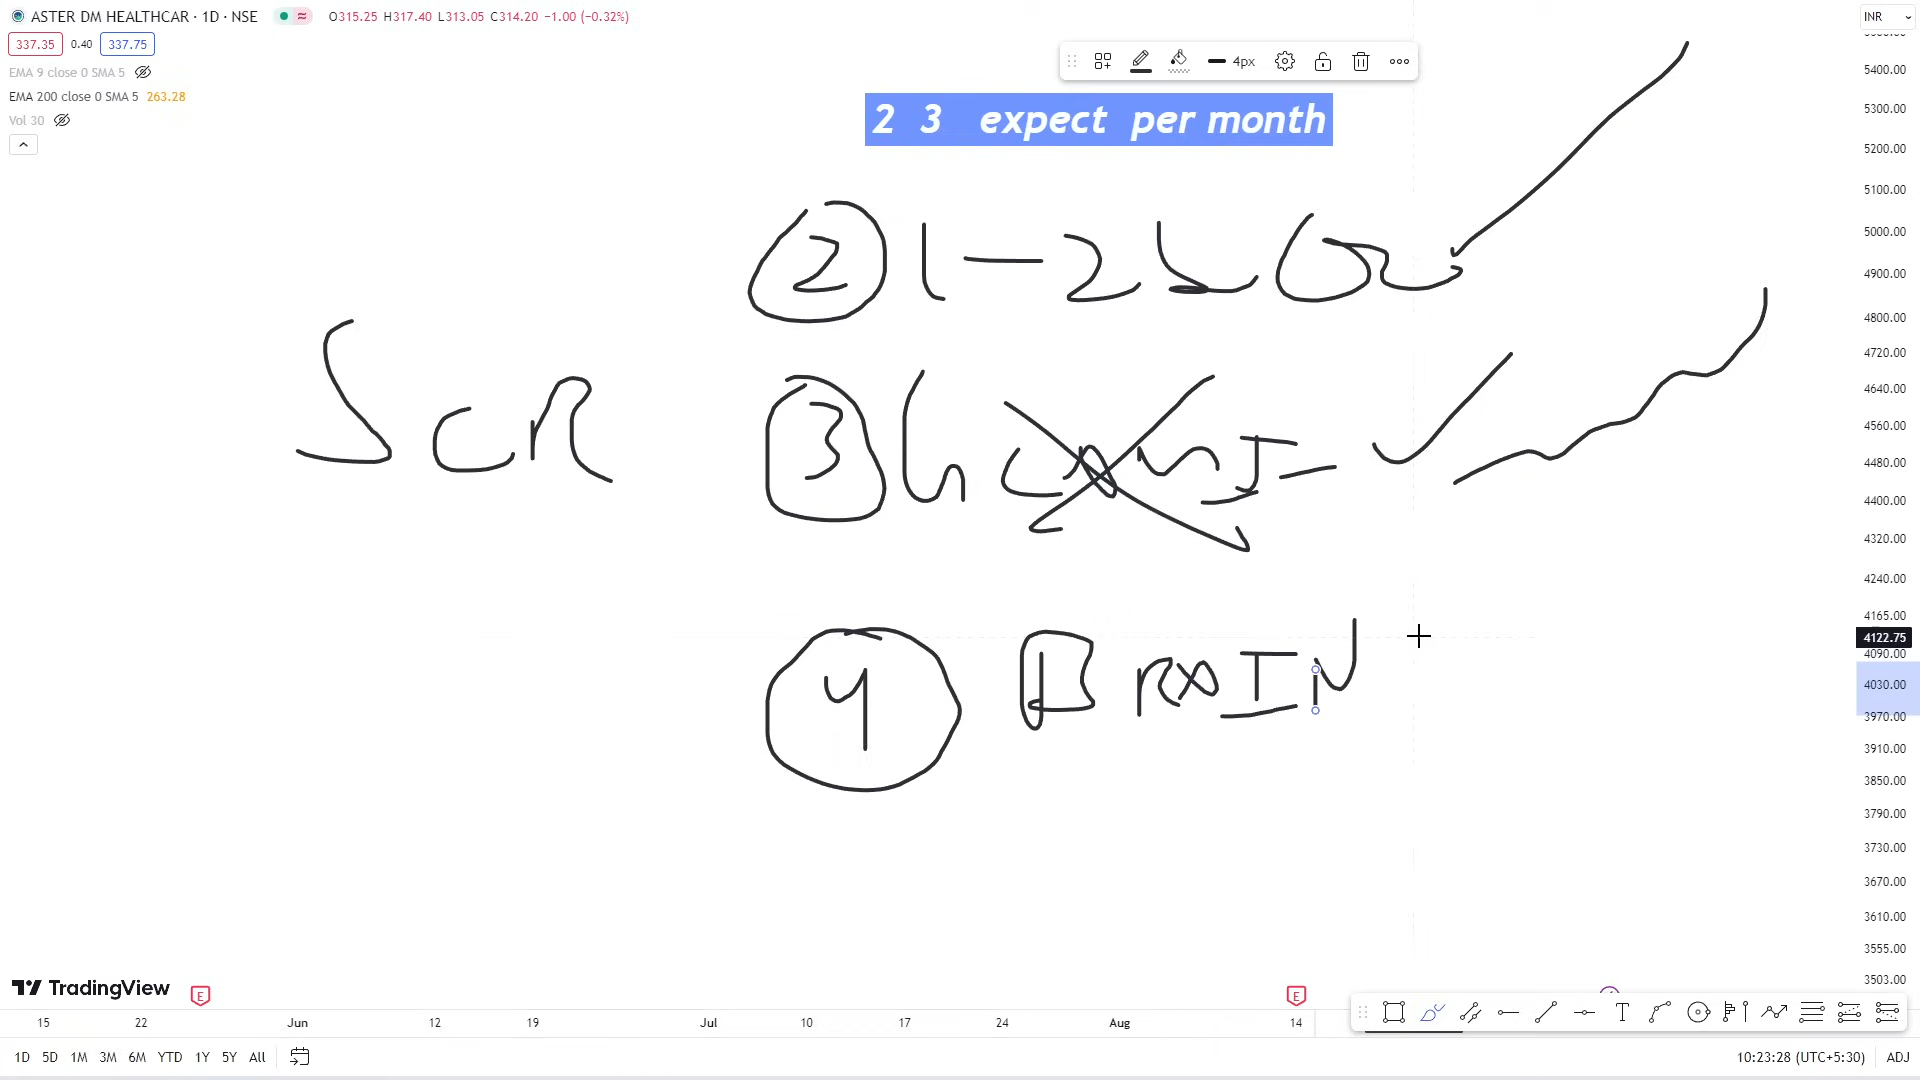 ASTER DM HEALTHCAR · 1D · NSE O315.25 H317.40 L313.05 C314.20 −1.00 (−0.32%)
INR
337.35 0.40 337.75
EMA 9 close 0 SMA 5
EMA 200 close 0 SMA 5 263.28
Vol 30
4px
2 3 expect per month
2 1 — 2
SCR
3
4 BRAIN
5400.00
5300.00
5200.00
5100.00
5000.00
4900.00
4800.00
4720.00
4640.00
4560.00
4480.00
4400.00
4320.00
4240.00
4165.00
4122.75
4090.00
4030.00
3970.00
3910.00
3850.00
3790.00
3730.00
3670.00
3610.00
3555.00
3503.00
TradingView
E E
15 22 Jun 12 19 Jul 10 17 24 Aug 14
1D 5D 1M 3M 6M YTD 1Y 5Y All 10:23:28 (UTC+5:30) ADJ